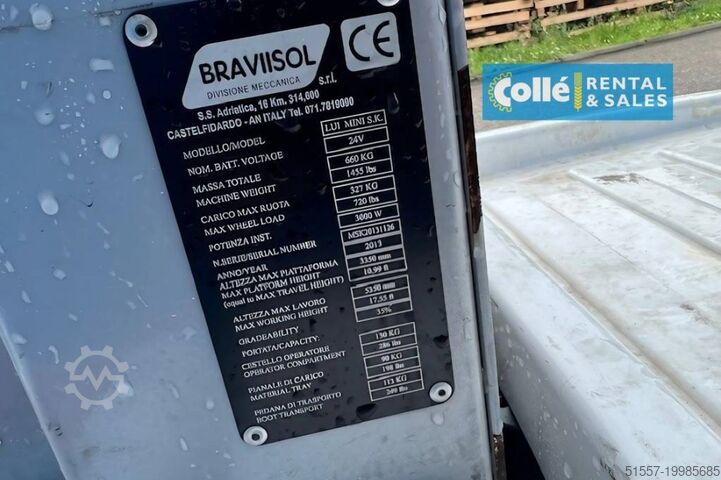 BRAVIISOL
DIVISIONE MECCANICA
S.r.l.
CE
S.S. Adriatica, 16 Km. 314,600
CASTELFIDARDO - AN ITALY Tel. 071.7819000
MODELLO/MODEL LUI MINI S.K.
NOM. BATT. VOLTAGE 24V
MASSA TOTALE 660 KG
MACHINE WEIGHT 1455 lbs
CARICO MAX RUOTA 327 KG
MAX WHEEL LOAD 720 lbs
POTENZA INST. 3000 W
N.SERIE/SERIAL NUMBER MSK20131126
ANNO/YEAR 2013
ALTEZZA MAX PIATTAFORMA 3350 mm
MAX PLATFORM HEIGHT 10.99 ft
(equal to MAX TRAVEL HEIGHT)
ALTEZZA MAX LAVORO 5350 mm
MAX WORKING HEIGHT 17.55 ft
GRADEABILITY 35%
PORTATA/CAPACITY: 130 KG
286 lbs
CESTELLO OPERATORE 90 KG
OPERATOR COMPARTMENT 198 lbs
PIANALE DI CARICO 113 KG
MATERIAL TRAY 249 lbs
PEDANA DI TRASPORTO
ROOT TRANSPORT
Collé RENTAL & SALES
51557-19985685